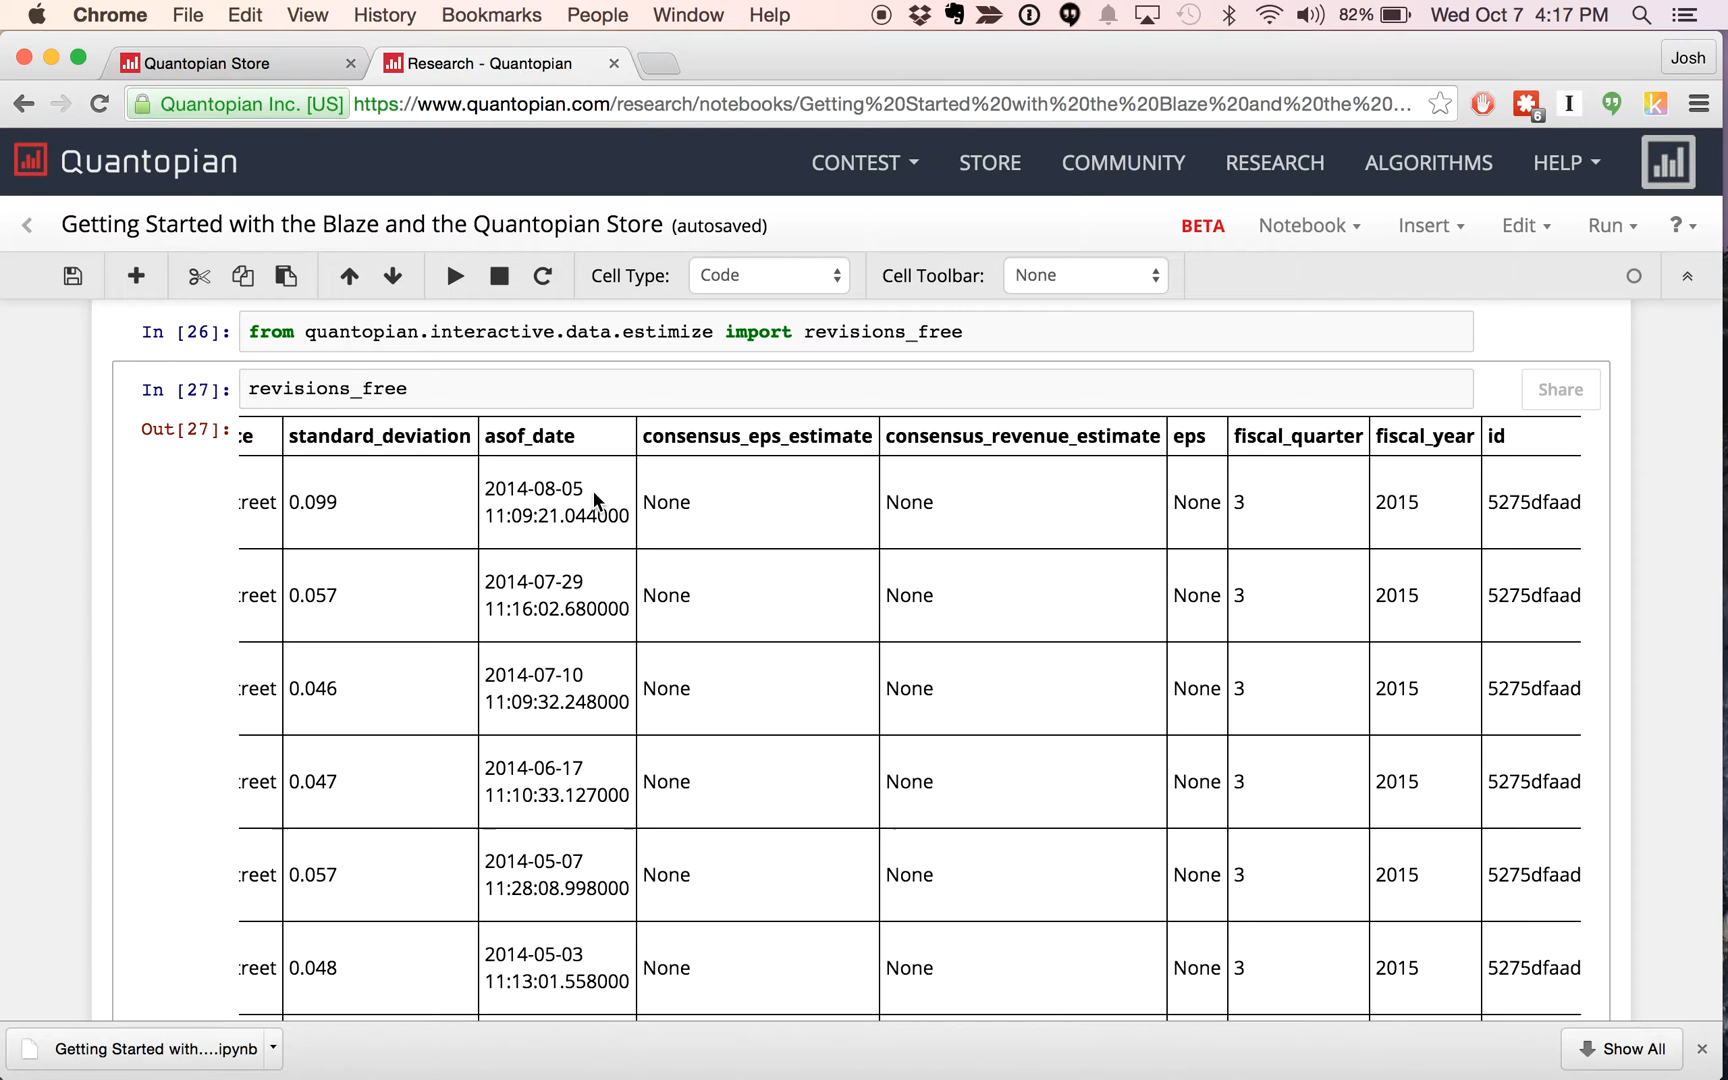 Chrome File Edit View History Bookmarks People Window Help 82% Wed Oct 7 4:17 PM
Quantopian Store Research - Quantopian Josh
Quantopian Inc. [US] https://www.quantopian.com/research/notebooks/Getting%20Started%20with%20the%20Blaze%20and%20the%20... 6
Quantopian CONTEST STORE COMMUNITY RESEARCH ALGORITHMS HELP
Getting Started with the Blaze and the Quantopian Store (autosaved) BETA Notebook Insert Edit Run ?
Cell Type: Code Cell Toolbar: None
In [26]: from quantopian.interactive.data.estimize import revisions_free
In [27]: revisions_free Share
Out[27]: ce standard_deviation asof_date consensus_eps_estimate consensus_revenue_estimate eps fiscal_quarter fiscal_year id
treet 0.099 2014-08-05 11:09:21.044000 None None None 3 2015 5275dfaad
treet 0.057 2014-07-29 11:16:02.680000 None None None 3 2015 5275dfaad
treet 0.046 2014-07-10 11:09:32.248000 None None None 3 2015 5275dfaad
treet 0.047 2014-06-17 11:10:33.127000 None None None 3 2015 5275dfaad
treet 0.057 2014-05-07 11:28:08.998000 None None None 3 2015 5275dfaad
treet 0.048 2014-05-03 11:13:01.558000 None None None 3 2015 5275dfaad
Getting Started with....ipynb Show All